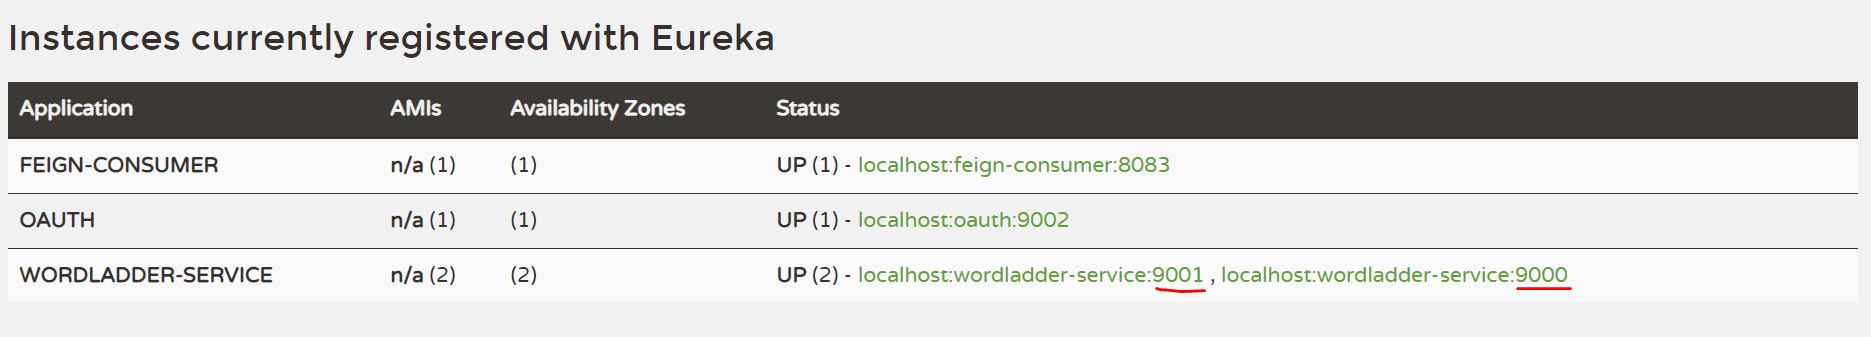 Instances currently registered with Eureka
Application AMIs Availability Zones Status
FEIGN-CONSUMER n/a (1) (1) UP (1) - localhost:feign-consumer:8083
OAUTH n/a (1) (1) UP (1) - localhost:oauth:9002
WORDLADDER-SERVICE n/a (2) (2) UP (2) - localhost:wordladder-service:9001 , localhost:wordladder-service:9000